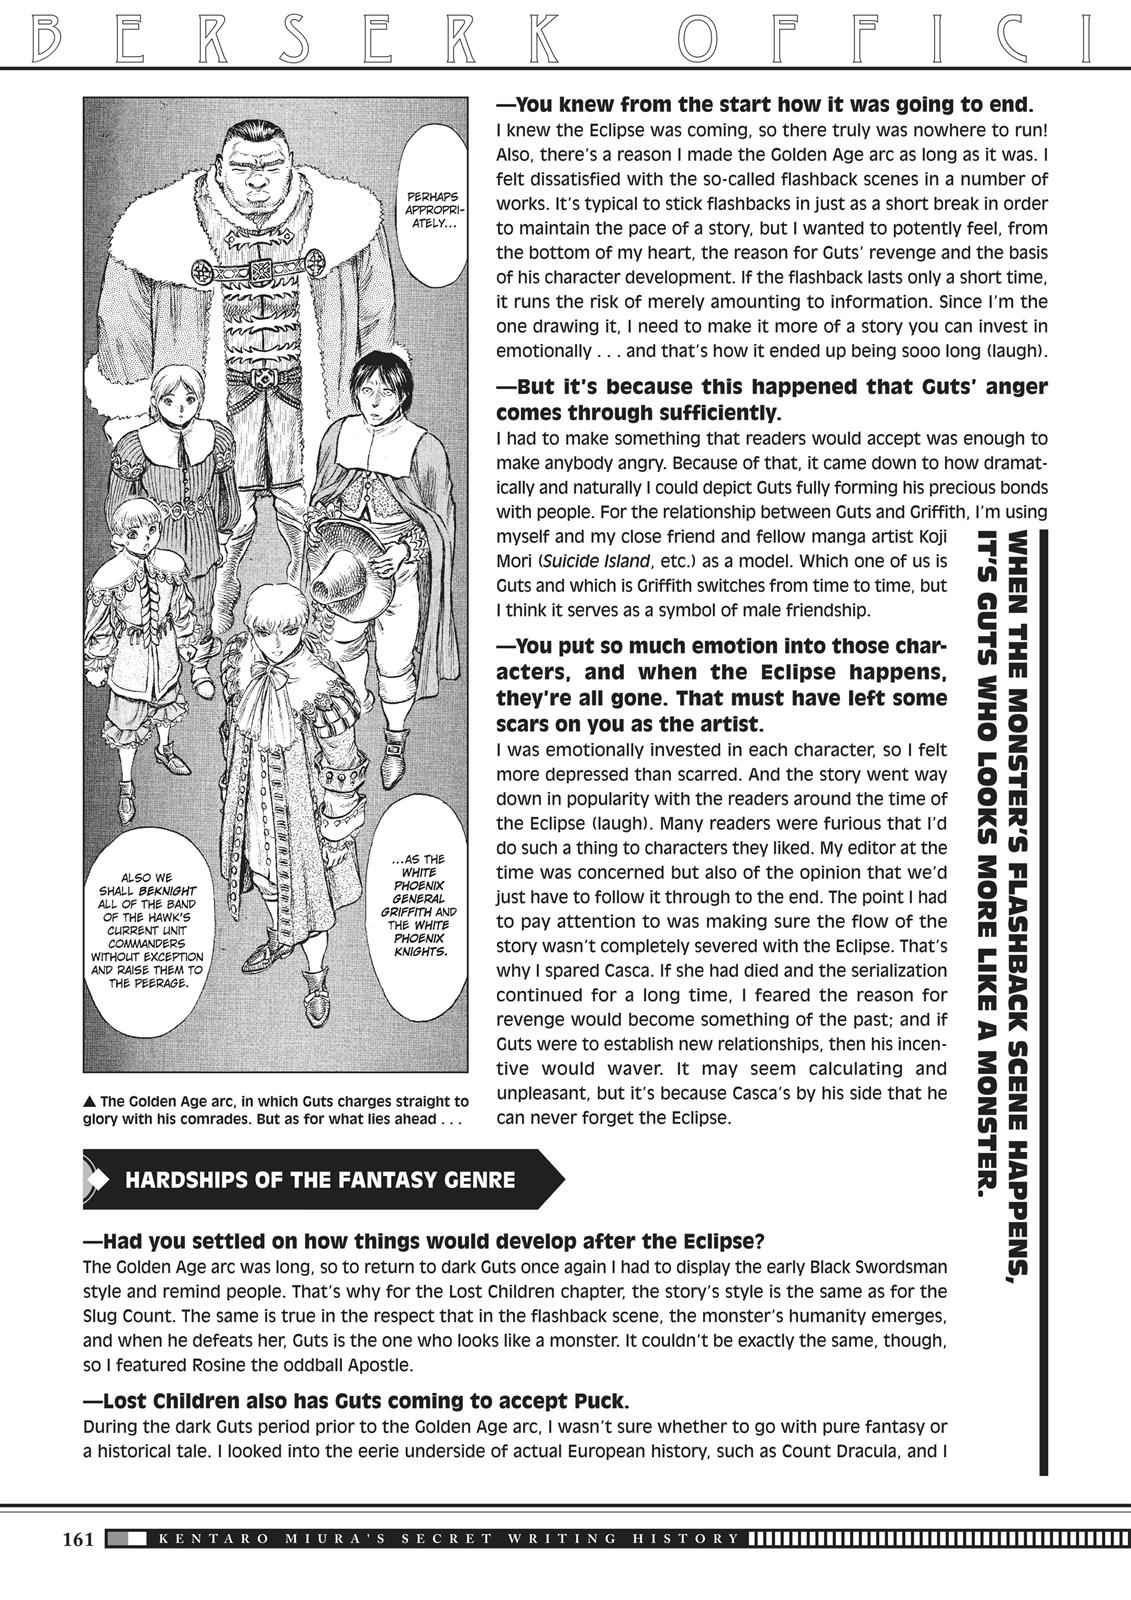 BERSERK OFFICI
PERHAPS
APPROPRI-
ATELY...
ALSO WE
SHALL BEKNIGHT
ALL OF THE BAND
OF THE HAWK'S
CURRENT UNIT
COMMANDERS
WITHOUT EXCEPTION
AND RAISE THEM TO
THE PEERAGE.
...AS THE
WHITE
PHOENIX
GENERAL
GRIFFITH AND
THE WHITE
PHOENIX
KNIGHTS.
▲ The Golden Age arc, in which Guts charges straight to
glory with his comrades. But as for what lies ahead . . .
—You knew from the start how it was going to end.
I knew the Eclipse was coming, so there truly was nowhere to run!
Also, there's a reason I made the Golden Age arc as long as it was. I
felt dissatisfied with the so-called flashback scenes in a number of
works. It's typical to stick flashbacks in just as a short break in order
to maintain the pace of a story, but I wanted to potently feel, from
the bottom of my heart, the reason for Guts' revenge and the basis
of his character development. If the flashback lasts only a short time,
it runs the risk of merely amounting to information. Since I'm the
one drawing it, I need to make it more of a story you can invest in
emotionally . . . and that's how it ended up being sooo long (laugh).
—But it's because this happened that Guts' anger
comes through sufficiently.
I had to make something that readers would accept was enough to
make anybody angry. Because of that, it came down to how dramat-
ically and naturally I could depict Guts fully forming his precious bonds
with people. For the relationship between Guts and Griffith, I'm using
myself and my close friend and fellow manga artist Koji
Mori (Suicide Island, etc.) as a model. Which one of us is
Guts and which is Griffith switches from time to time, but
I think it serves as a symbol of male friendship.
—You put so much emotion into those char-
acters, and when the Eclipse happens,
they're all gone. That must have left some
scars on you as the artist.
I was emotionally invested in each character, so I felt
more depressed than scarred. And the story went way
down in popularity with the readers around the time of
the Eclipse (laugh). Many readers were furious that I'd
do such a thing to characters they liked. My editor at the
time was concerned but also of the opinion that we'd
just have to follow it through to the end. The point I had
to pay attention to was making sure the flow of the
story wasn't completely severed with the Eclipse. That's
why I spared Casca. If she had died and the serialization
continued for a long time, I feared the reason for
revenge would become something of the past; and if
Guts were to establish new relationships, then his incen-
tive would waver. It may seem calculating and
unpleasant, but it's because Casca's by his side that he
can never forget the Eclipse.
WHEN THE MONSTER'S FLASHBACK SCENE HAPPENS,
IT'S GUTS WHO LOOKS MORE LIKE A MONSTER.
HARDSHIPS OF THE FANTASY GENRE
—Had you settled on how things would develop after the Eclipse?
The Golden Age arc was long, so to return to dark Guts once again I had to display the early Black Swordsman
style and remind people. That's why for the Lost Children chapter, the story's style is the same as for the
Slug Count. The same is true in the respect that in the flashback scene, the monster's humanity emerges,
and when he defeats her, Guts is the one who looks like a monster. It couldn't be exactly the same, though,
so I featured Rosine the oddball Apostle.
—Lost Children also has Guts coming to accept Puck.
During the dark Guts period prior to the Golden Age arc, I wasn't sure whether to go with pure fantasy or
a historical tale. I looked into the eerie underside of actual European history, such as Count Dracula, and I
161 KENTARO MIURA'S SECRET WRITING HISTORY